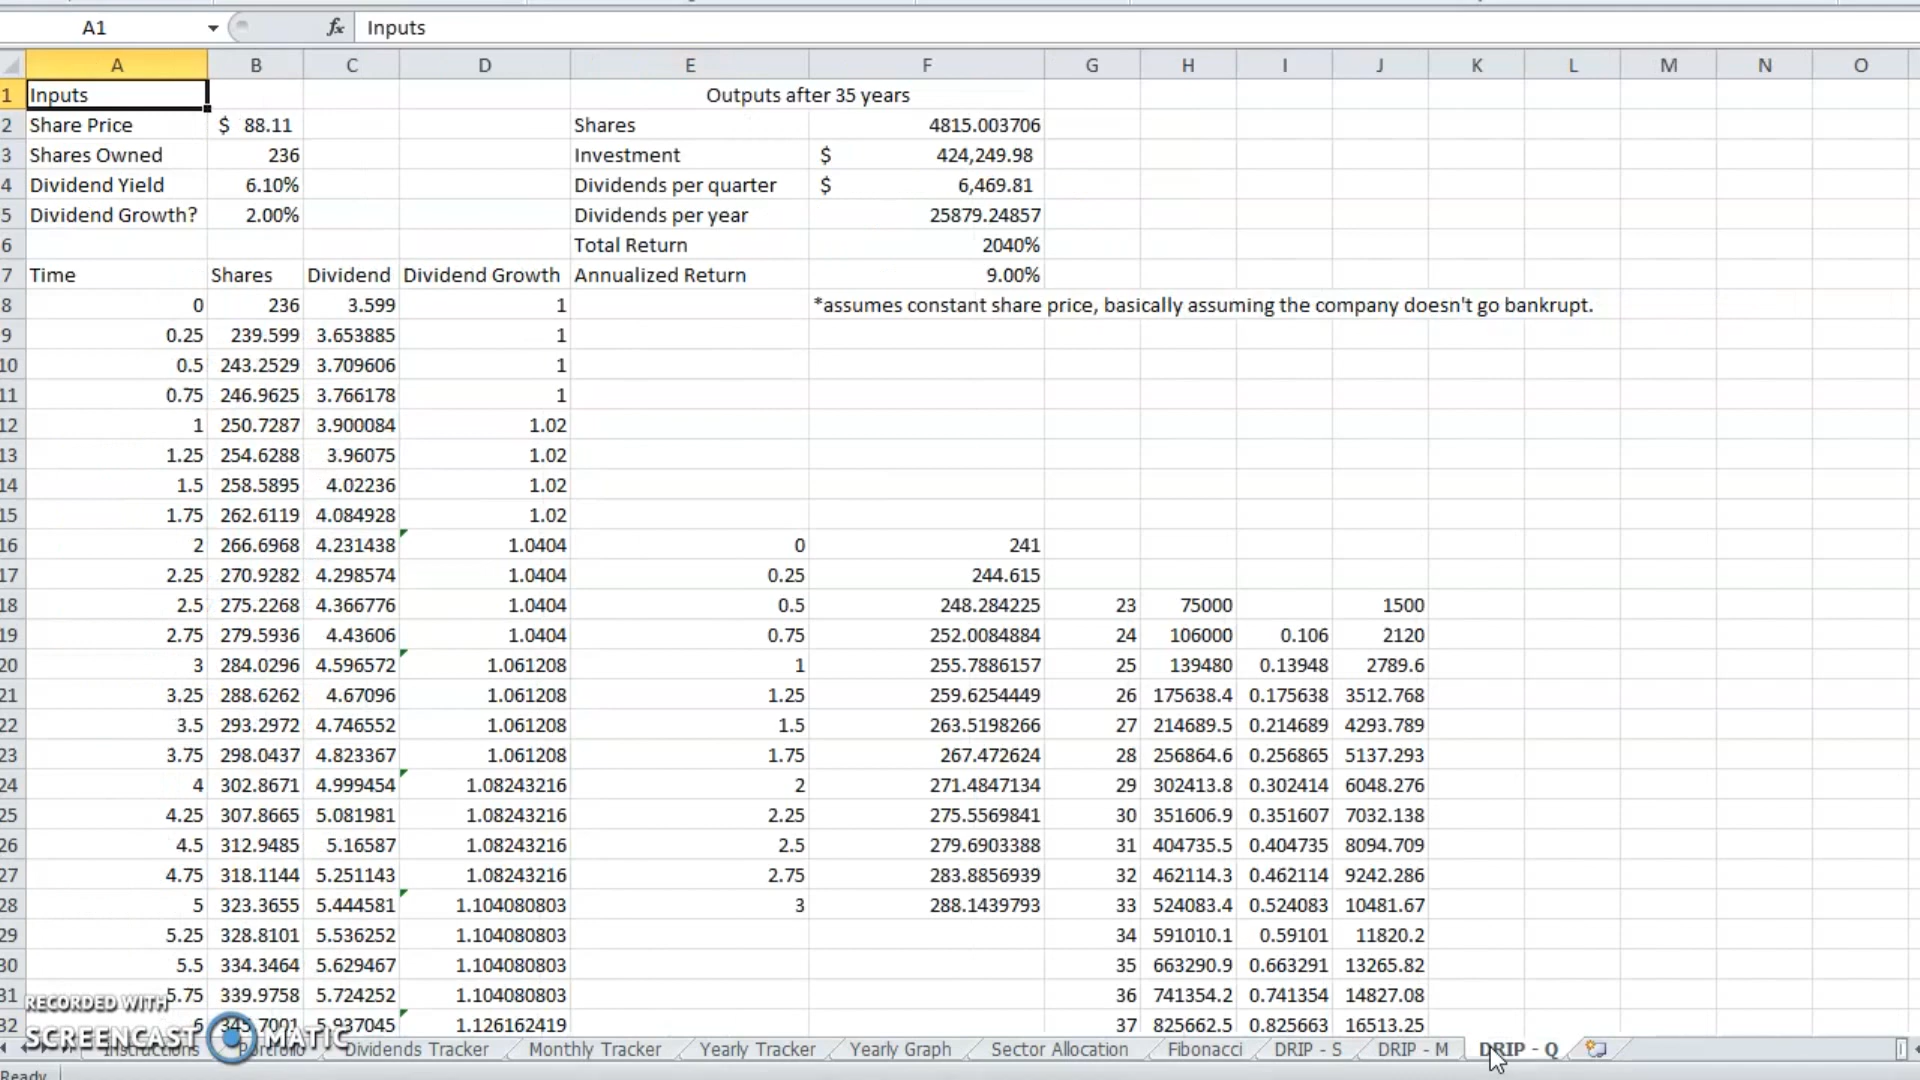 A1 fx Inputs
A B C D E F G H I J K L M N O
1 Inputs Outputs after 35 years
2 Share Price $ 88.11 Shares 4815.003706
3 Shares Owned 236 Investment $ 424,249.98
4 Dividend Yield 6.10% Dividends per quarter $ 6,469.81
5 Dividend Growth? 2.00% Dividends per year 25879.24857
6 Total Return 2040%
7 Time Shares Dividend Dividend Growth Annualized Return 9.00%
8 0 236 3.599 1 *assumes constant share price, basically assuming the company doesn't go bankrupt.
9 0.25 239.599 3.653885 1
10 0.5 243.2529 3.709606 1
11 0.75 246.9625 3.766178 1
12 1 250.7287 3.900084 1.02
13 1.25 254.6288 3.96075 1.02
14 1.5 258.5895 4.02236 1.02
15 1.75 262.6119 4.084928 1.02
16 2 266.6968 4.231438 1.0404 0 241
17 2.25 270.9282 4.298574 1.0404 0.25 244.615
18 2.5 275.2268 4.366776 1.0404 0.5 248.284225 23 75000 1500
19 2.75 279.5936 4.43606 1.0404 0.75 252.0084884 24 106000 0.106 2120
20 3 284.0296 4.596572 1.061208 1 255.7886157 25 139480 0.13948 2789.6
21 3.25 288.6262 4.67096 1.061208 1.25 259.6254449 26 175638.4 0.175638 3512.768
22 3.5 293.2972 4.746552 1.061208 1.5 263.5198266 27 214689.5 0.214689 4293.789
23 3.75 298.0437 4.823367 1.061208 1.75 267.472624 28 256864.6 0.256865 5137.293
24 4 302.8671 4.999454 1.08243216 2 271.4847134 29 302413.8 0.302414 6048.276
25 4.25 307.8665 5.081981 1.08243216 2.25 275.5569841 30 351606.9 0.351607 7032.138
26 4.5 312.9485 5.16587 1.08243216 2.5 279.6903388 31 404735.5 0.404735 8094.709
27 4.75 318.1144 5.251143 1.08243216 2.75 283.8856939 32 462114.3 0.462114 9242.286
28 5 323.3655 5.444581 1.104080803 3 288.1439793 33 524083.4 0.524083 10481.67
29 5.25 328.8101 5.536252 1.104080803 34 591010.1 0.59101 11820.2
30 5.5 334.3464 5.629467 1.104080803 35 663290.9 0.663291 13265.82
31 5.75 339.9758 5.724252 1.104080803 36 741354.2 0.741354 14827.08
32 6 345.7001 5.937045 1.126162419 37 825662.5 0.825663 16513.25
RECORDED WITH
SCREENCAST MATIC
Instructions Portfolio Dividends Tracker Monthly Tracker Yearly Tracker Yearly Graph Sector Allocation Fibonacci DRIP - S DRIP - M DRIP - Q
Ready